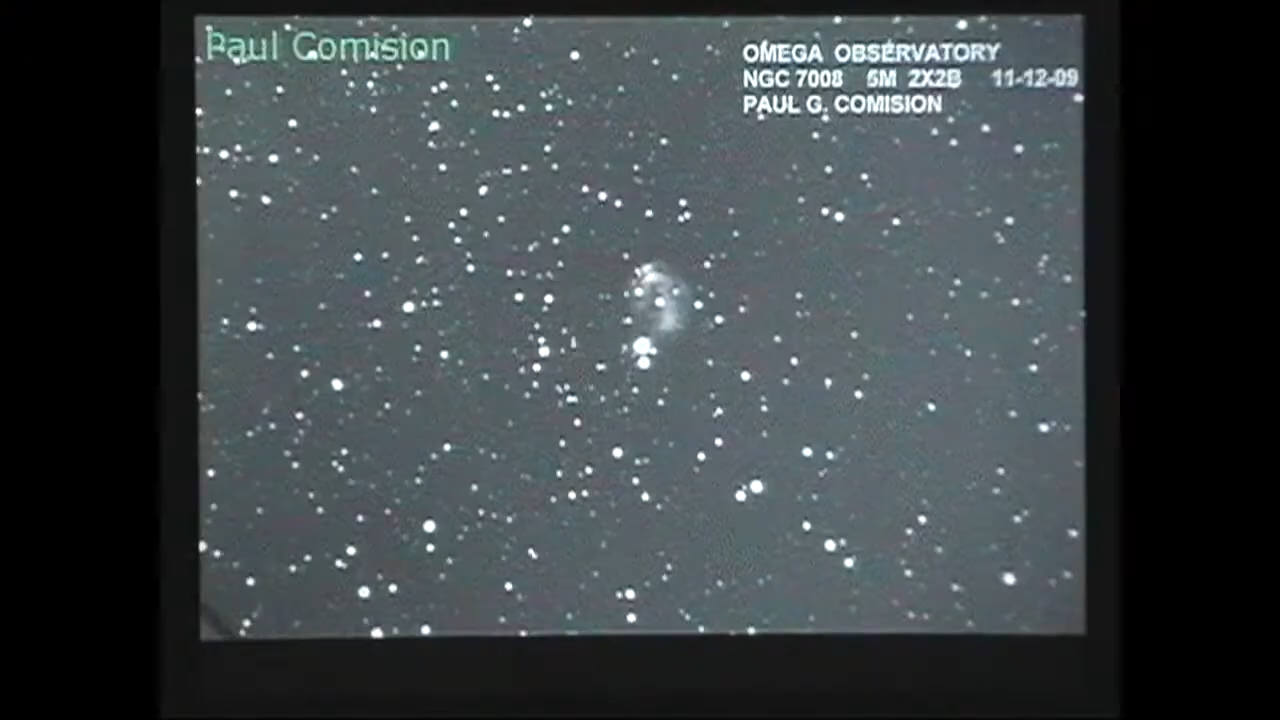 Paul Comision
OMEGA OBSERVATORY
NGC 7008 5M 2X2B 11-12-09
PAUL G. COMISION